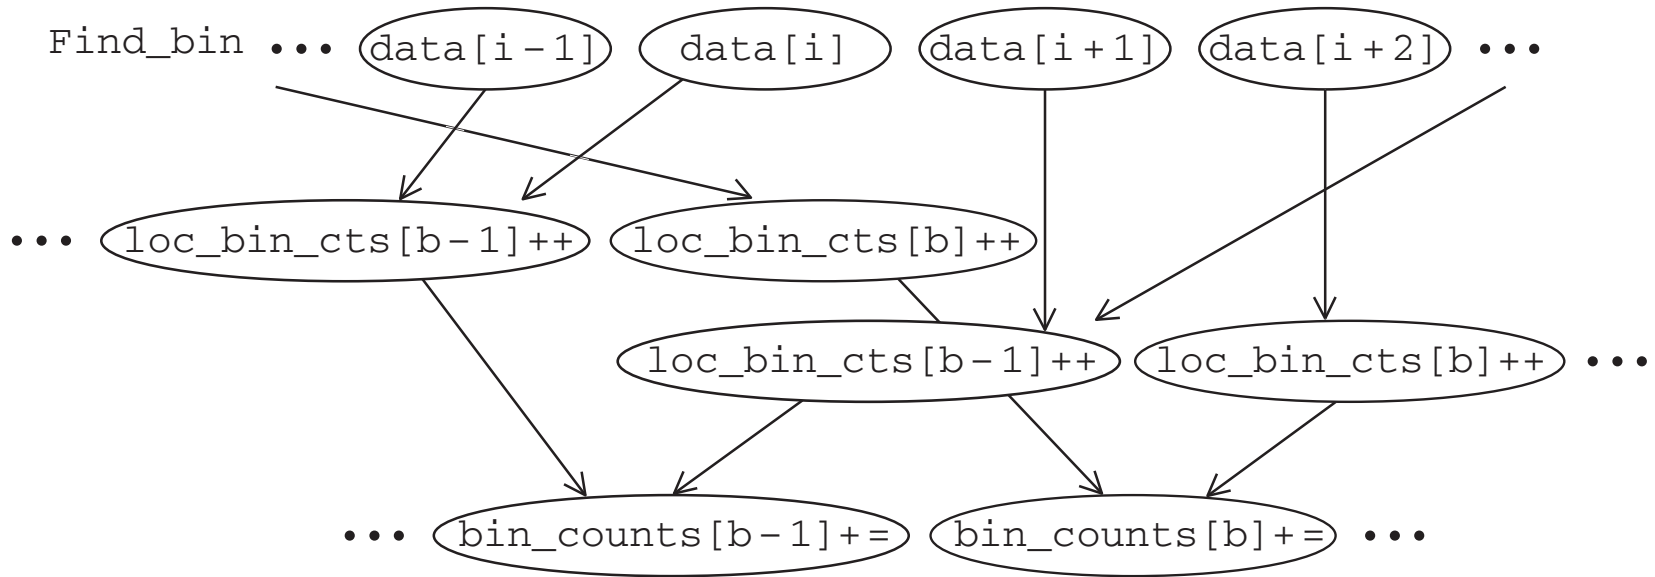 Find_bin ••• data[i-1] data[i] data[i+1] data[i+2] •••
••• loc_bin_cts[b-1]++ loc_bin_cts[b]++
loc_bin_cts[b-1]++ loc_bin_cts[b]++ •••
••• bin_counts[b-1]+= bin_counts[b]+= •••